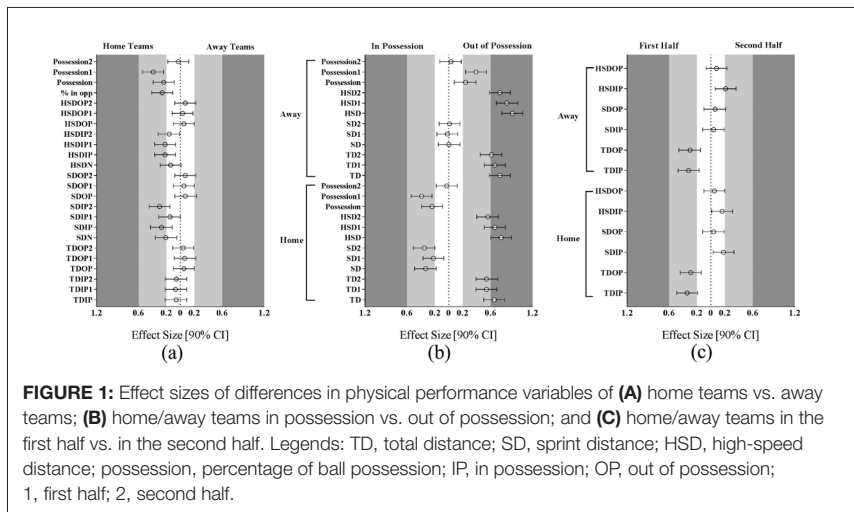 Home Teams Away Teams
Possession2
Possession1
Possession
% in opp
HSDOP2
HSDOP1
HSDOP
HSDIP2
HSDIP1
HSDIP
HSDN
SDOP2
SDOP1
SDOP
SDIP2
SDIP1
SDIP
SDN
TDOP2
TDOP1
TDOP
TDIP2
TDIP1
TDIP
1.2 0.6 0.2 0 0.2 0.6 1.2
Effect Size [90% CI]
(a)
In Possession Out of Possession
Away
Possession2
Possession1
Possession
HSD2
HSD1
HSD
SD2
SD1
SD
TD2
TD1
TD
Home
Possession2
Possession1
Possession
HSD2
HSD1
HSD
SD2
SD1
SD
TD2
TD1
TD
1.2 0.6 0.2 0 0.2 0.6 1.2
Effect Size [90% CI]
(b)
First Half Second Half
Away
HSDOP
HSDIP
SDOP
SDIP
TDOP
TDIP
Home
HSDOP
HSDIP
SDOP
SDIP
TDOP
TDIP
1.2 0.6 0.2 0 0.2 0.6 1.2
Effect Size [90% CI]
(c)
FIGURE 1: Effect sizes of differences in physical performance variables of (A) home teams vs. away
teams; (B) home/away teams in possession vs. out of possession; and (C) home/away teams in the
first half vs. in the second half. Legends: TD, total distance; SD, sprint distance; HSD, high-speed
distance; possession, percentage of ball possession; IP, in possession; OP, out of possession;
1, first half; 2, second half.